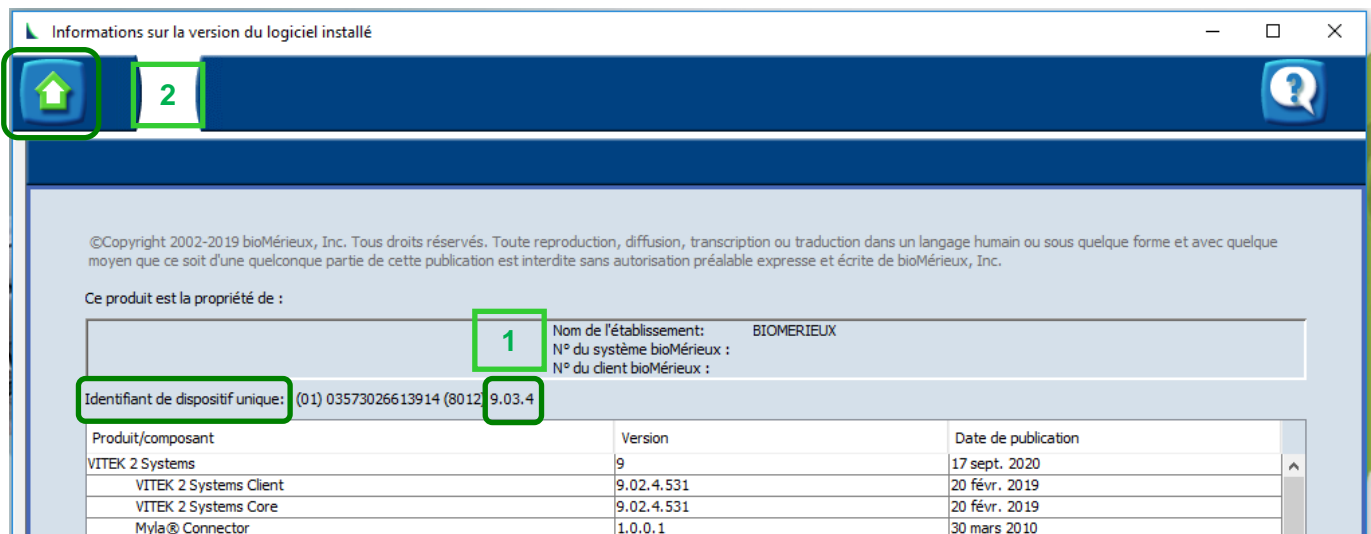 Informations sur la version du logiciel installé
2
?
©Copyright 2002-2019 bioMérieux, Inc. Tous droits réservés. Toute reproduction, diffusion, transcription ou traduction dans un langage humain ou sous quelque forme et avec quelque
moyen que ce soit d'une quelconque partie de cette publication est interdite sans autorisation préalable expresse et écrite de bioMérieux, Inc.
Ce produit est la propriété de :
1
Nom de l'établissement: BIOMERIEUX
N° du système bioMérieux :
N° du client bioMérieux :
Identifiant de dispositif unique: (01) 03573026613914 (8012) 9.03.4
Produit/composant Version Date de publication
VITEK 2 Systems 9 17 sept. 2020
VITEK 2 Systems Client 9.02.4.531 20 févr. 2019
VITEK 2 Systems Core 9.02.4.531 20 févr. 2019
Myla® Connector 1.0.0.1 30 mars 2010